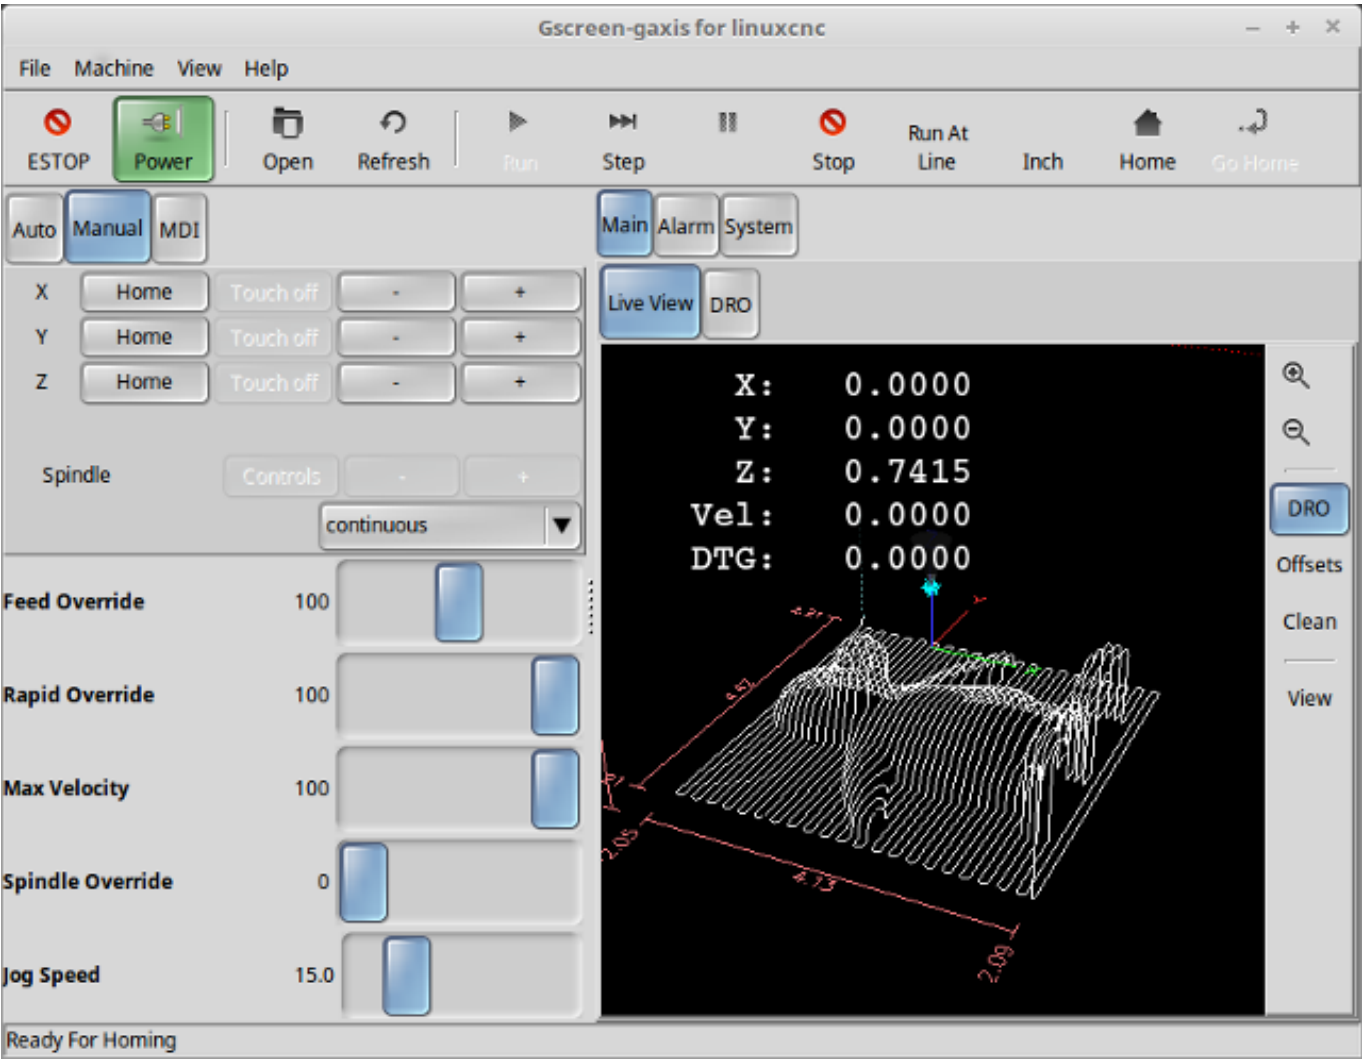 Gscreen-gaxis for linuxcnc
File Machine View Help
ESTOP Power Open Refresh Run Step Stop Run At Line Inch Home Go Home
Auto Manual MDI
Main Alarm System
X Home Touch off - +
Y Home Touch off - +
Z Home Touch off - +
Spindle Controls - +
continuous
Feed Override 100
Rapid Override 100
Max Velocity 100
Spindle Override 0
Jog Speed 15.0
Live View DRO
X: 0.0000
Y: 0.0000
Z: 0.7415
Vel: 0.0000
DTG: 0.0000
2.05
4.13
2.09
DRO
Offsets
Clean
View
Ready For Homing